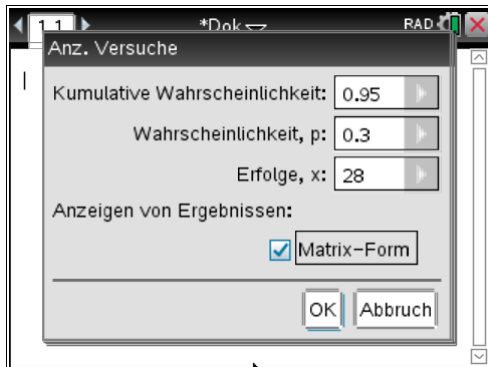 1.1 *Dok RAD
Anz. Versuche
Kumulative Wahrscheinlichkeit: 0.95
Wahrscheinlichkeit, p: 0.3
Erfolge, x: 28
Anzeigen von Ergebnissen:
Matrix-Form
OK Abbruch